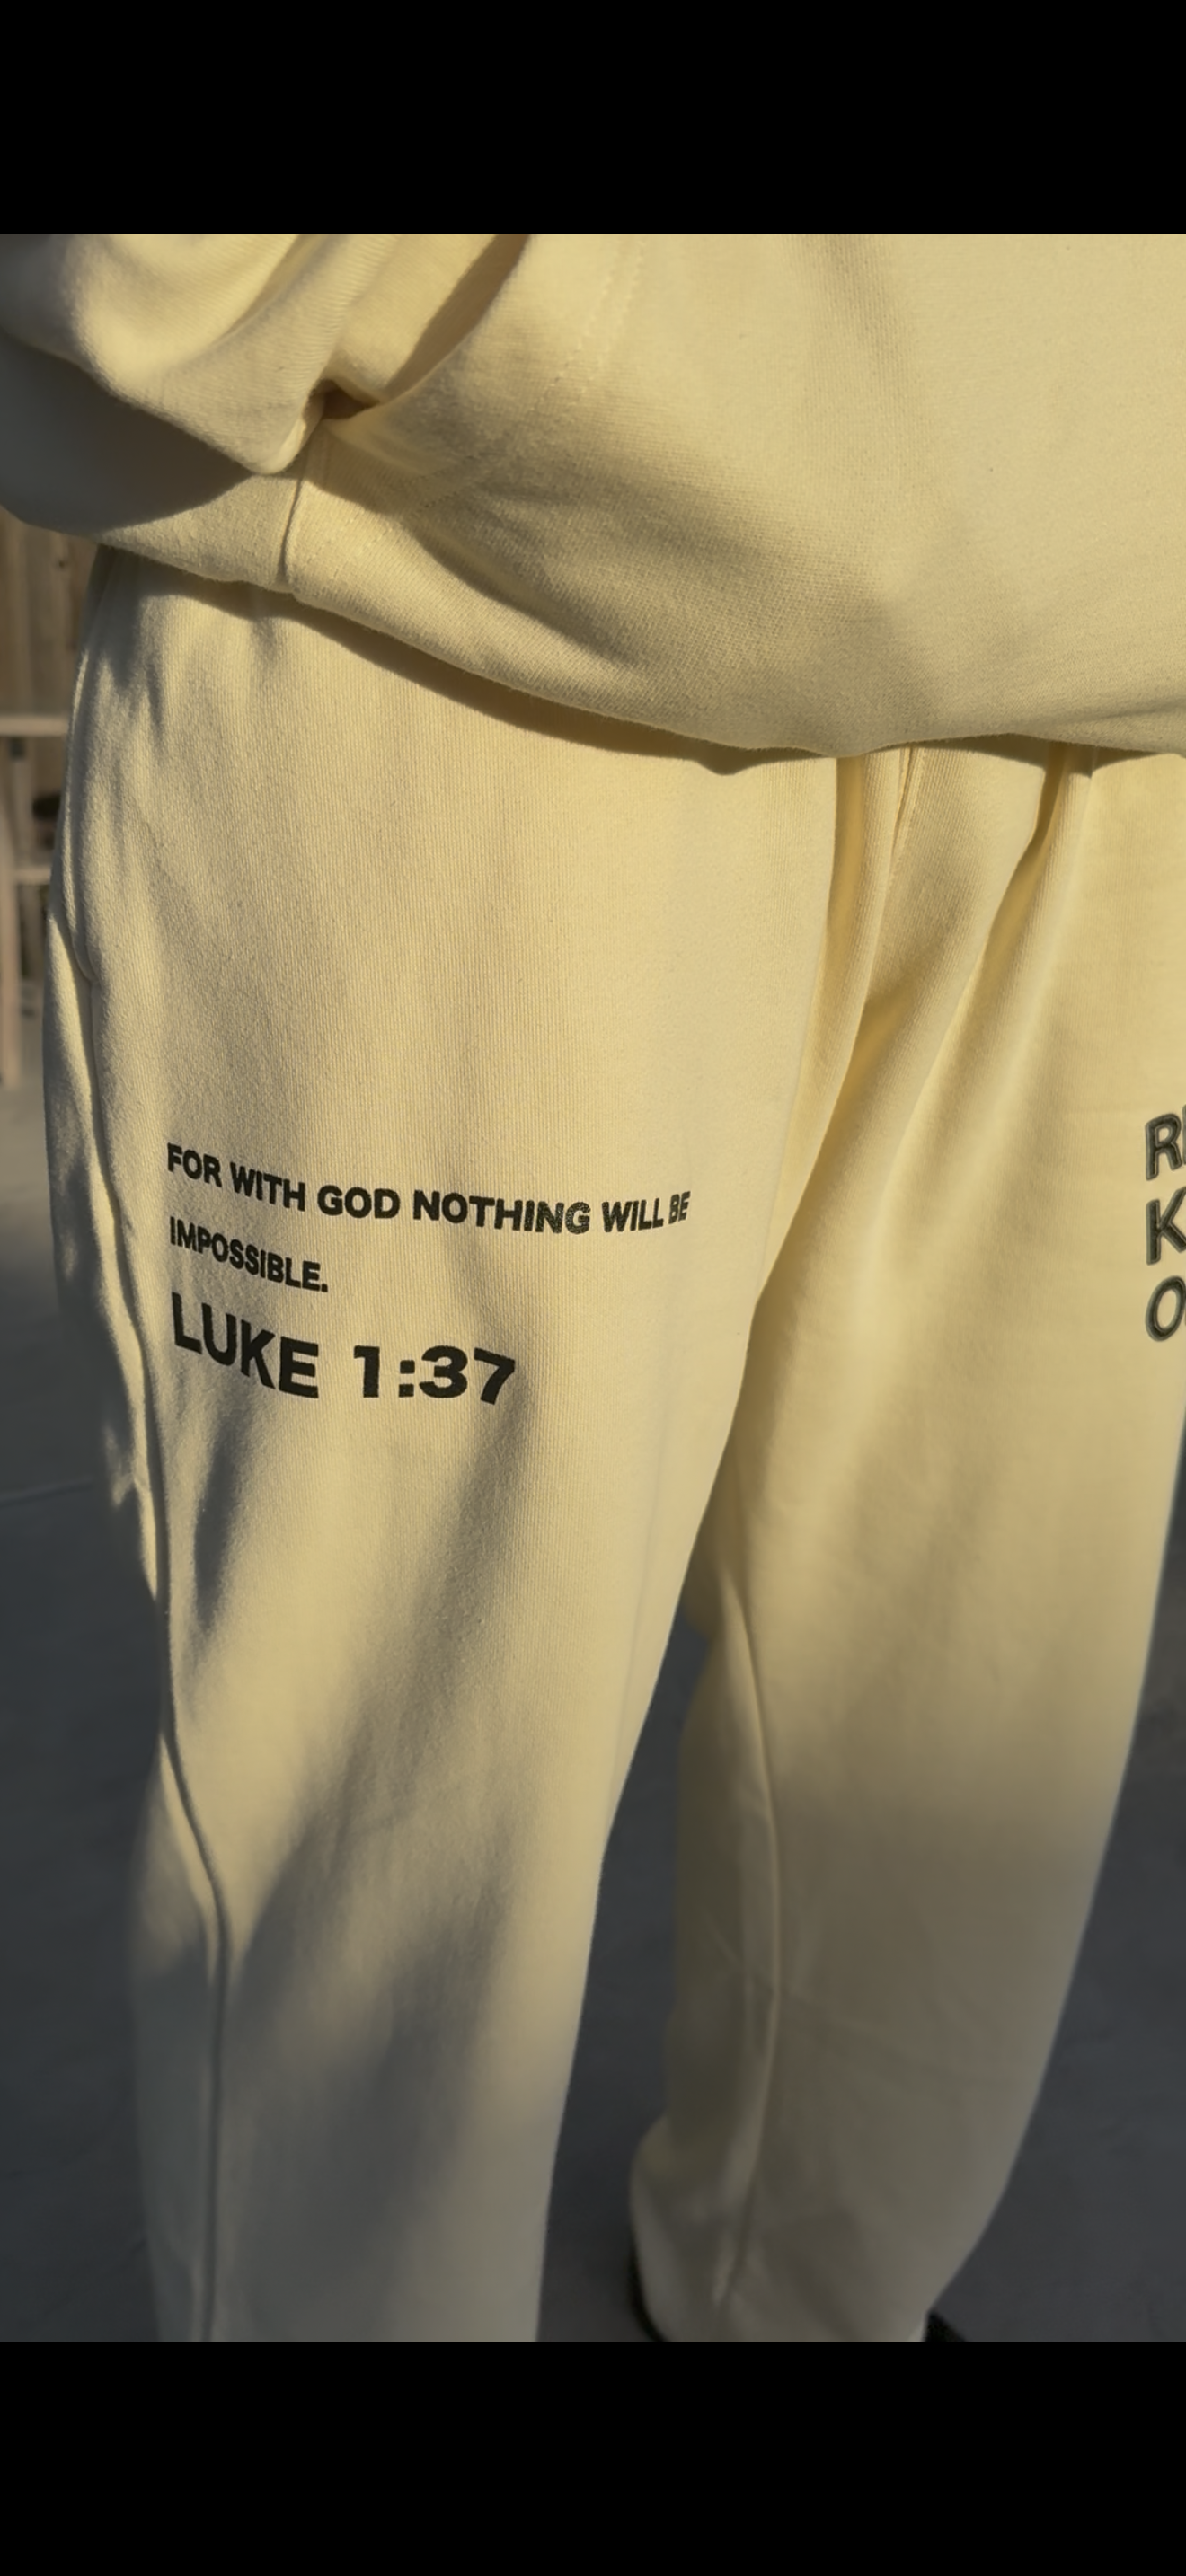 FOR WITH GOD NOTHING WILL BE
IMPOSSIBLE.
LUKE 1:37